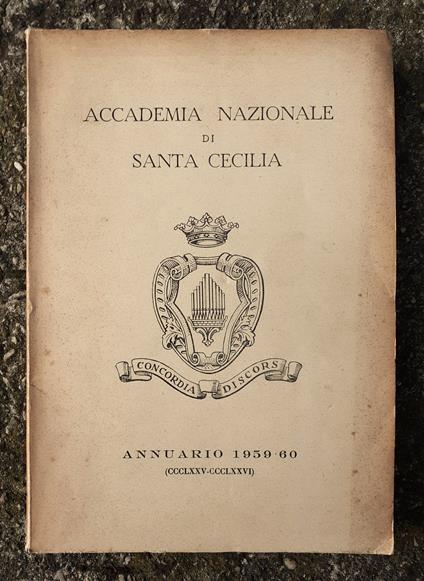 ACCADEMIA NAZIONALE
DI
SANTA CECILIA
CONCORDIA DISCORS
ANNUARIO 1959-60
(CCCLXXV-CCCLXXVI)